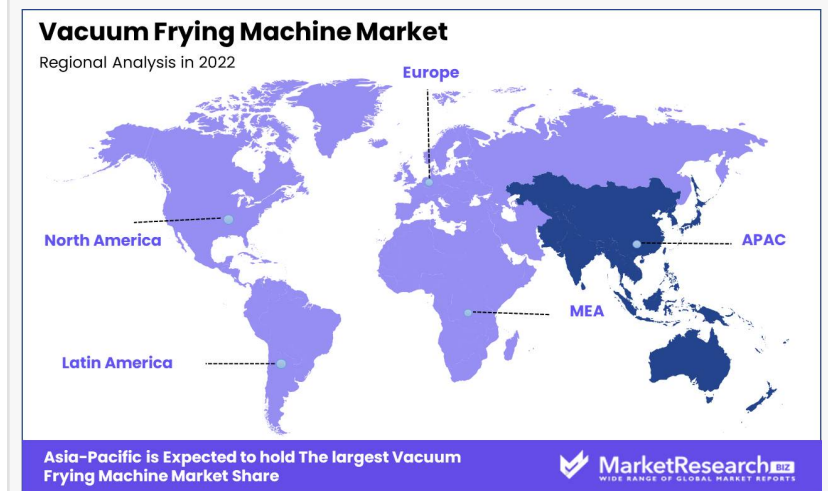 Vacuum Frying Machine Market
Regional Analysis in 2022
Europe
North America
APAC
MEA
Latin America
Asia-Pacific is Expected to hold The largest Vacuum
Frying Machine Market Share
MarketResearch BIZ
WIDE RANGE OF GLOBAL MARKET REPORTS